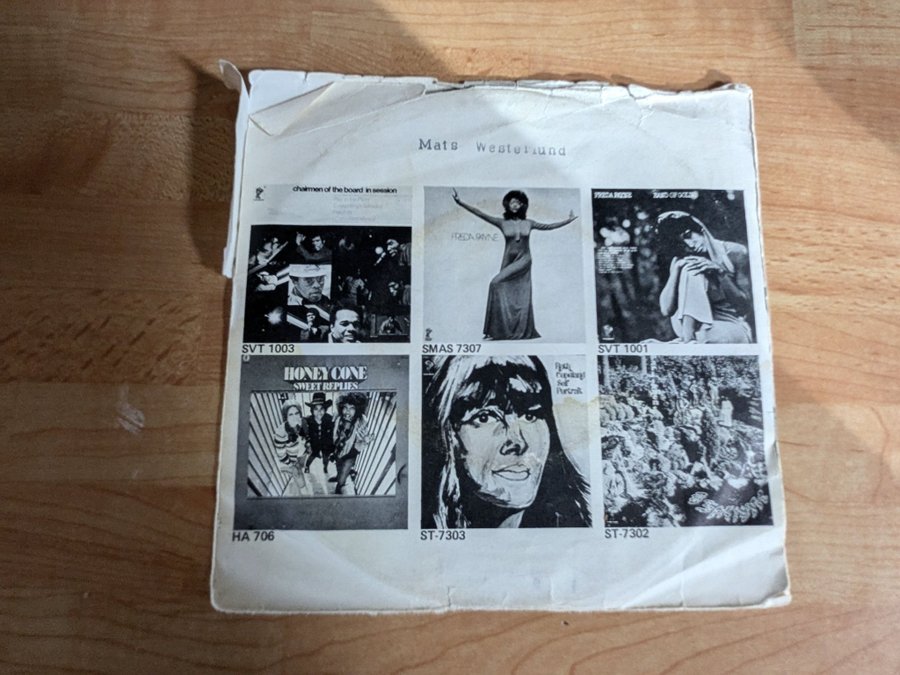 Mats Westerlund
chairmen of the board in session
FREDA PAYNE
FREDA PAYNE BAND OF GOLD
SVT 1003
SMAS 7307
SVT 1001
HONEY CONE
SWEET REPLIES
Ruth
Copeland
Self
Portrait
HA 706
ST-7303
ST-7302